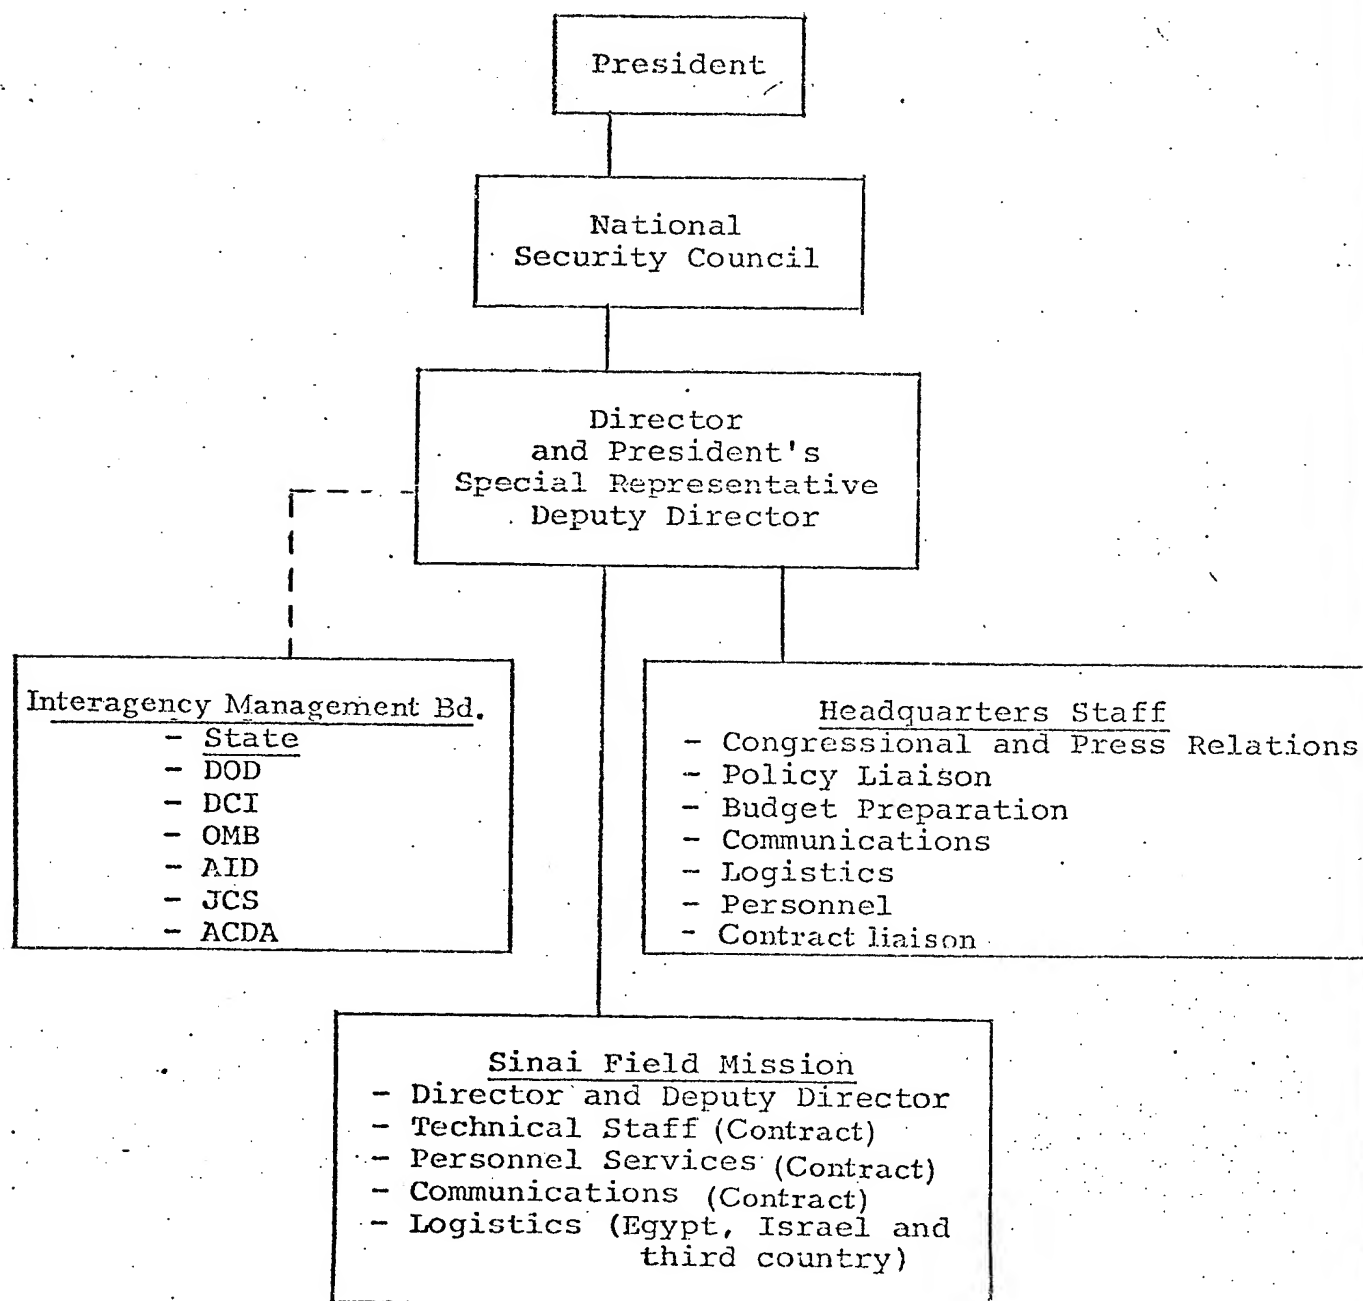 President
National
Security Council
Director
and President's
Special Representative
Deputy Director
Interagency Management Bd.
- State
- DOD
- DCI
- OMB
- AID
- JCS
- ACDA
Headquarters Staff
- Congressional and Press Relations
- Policy Liaison
- Budget Preparation
- Communications
- Logistics
- Personnel
- Contract liaison
Sinai Field Mission
- Director and Deputy Director
- Technical Staff (Contract)
- Personnel Services (Contract)
- Communications (Contract)
- Logistics (Egypt, Israel and
third country)